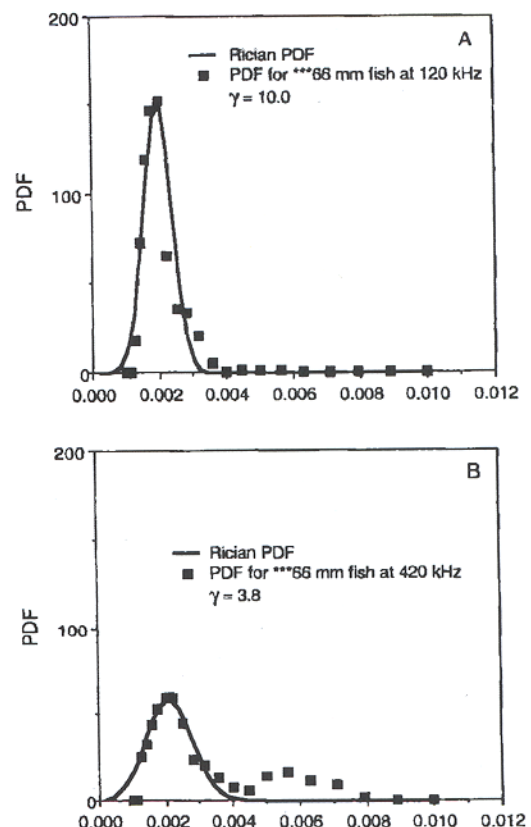 200
A
Rician PDF
PDF for ***66 mm fish at 120 kHz
γ = 10.0
100
PDF
0
0.000 0.002 0.004 0.006 0.008 0.010 0.012
200
B
Rician PDF
PDF for ***66 mm fish at 420 kHz
γ = 3.8
100
PDF
0
0.000 0.002 0.004 0.006 0.008 0.010 0.012